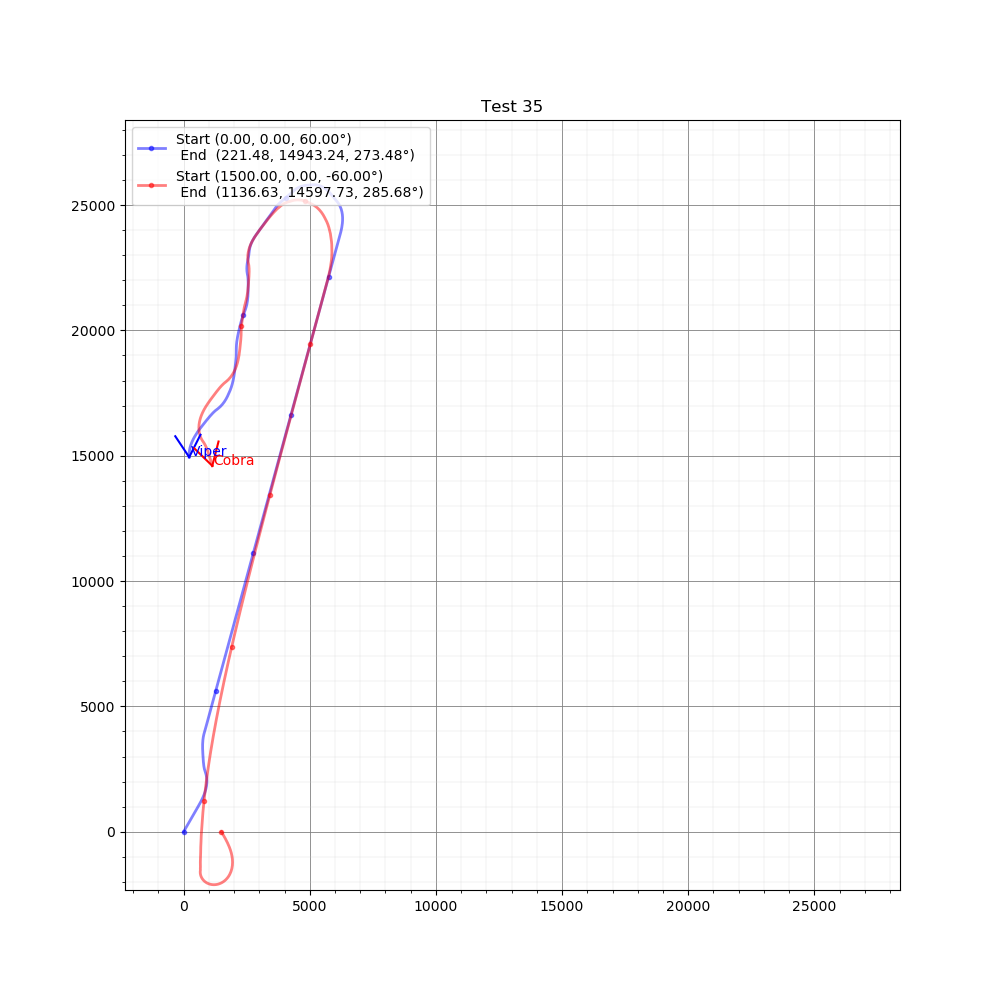 Test 35
Start (0.00, 0.00, 60.00°)
End (221.48, 14943.24, 273.48°)
Start (1500.00, 0.00, -60.00°)
End (1136.63, 14597.73, 285.68°)
25000
20000
15000
10000
5000
0
Viper
Cobra
0 5000 10000 15000 20000 25000